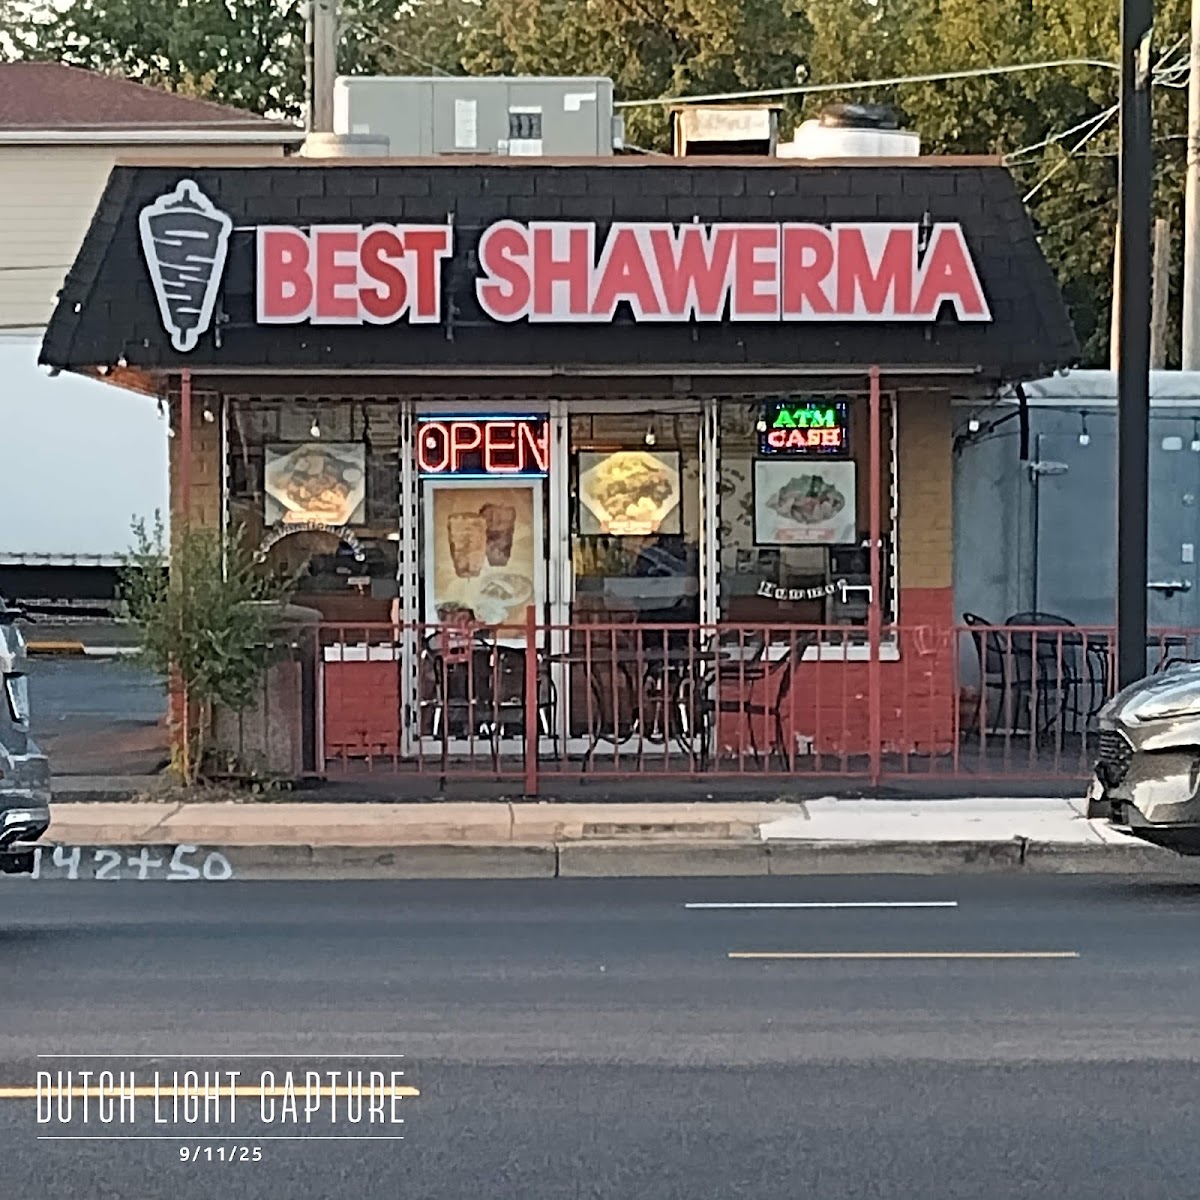 BEST SHAWERMA
OPEN
ATM
CASH
142+50
DUTCH LIGHT CAPTURE
9/11/25